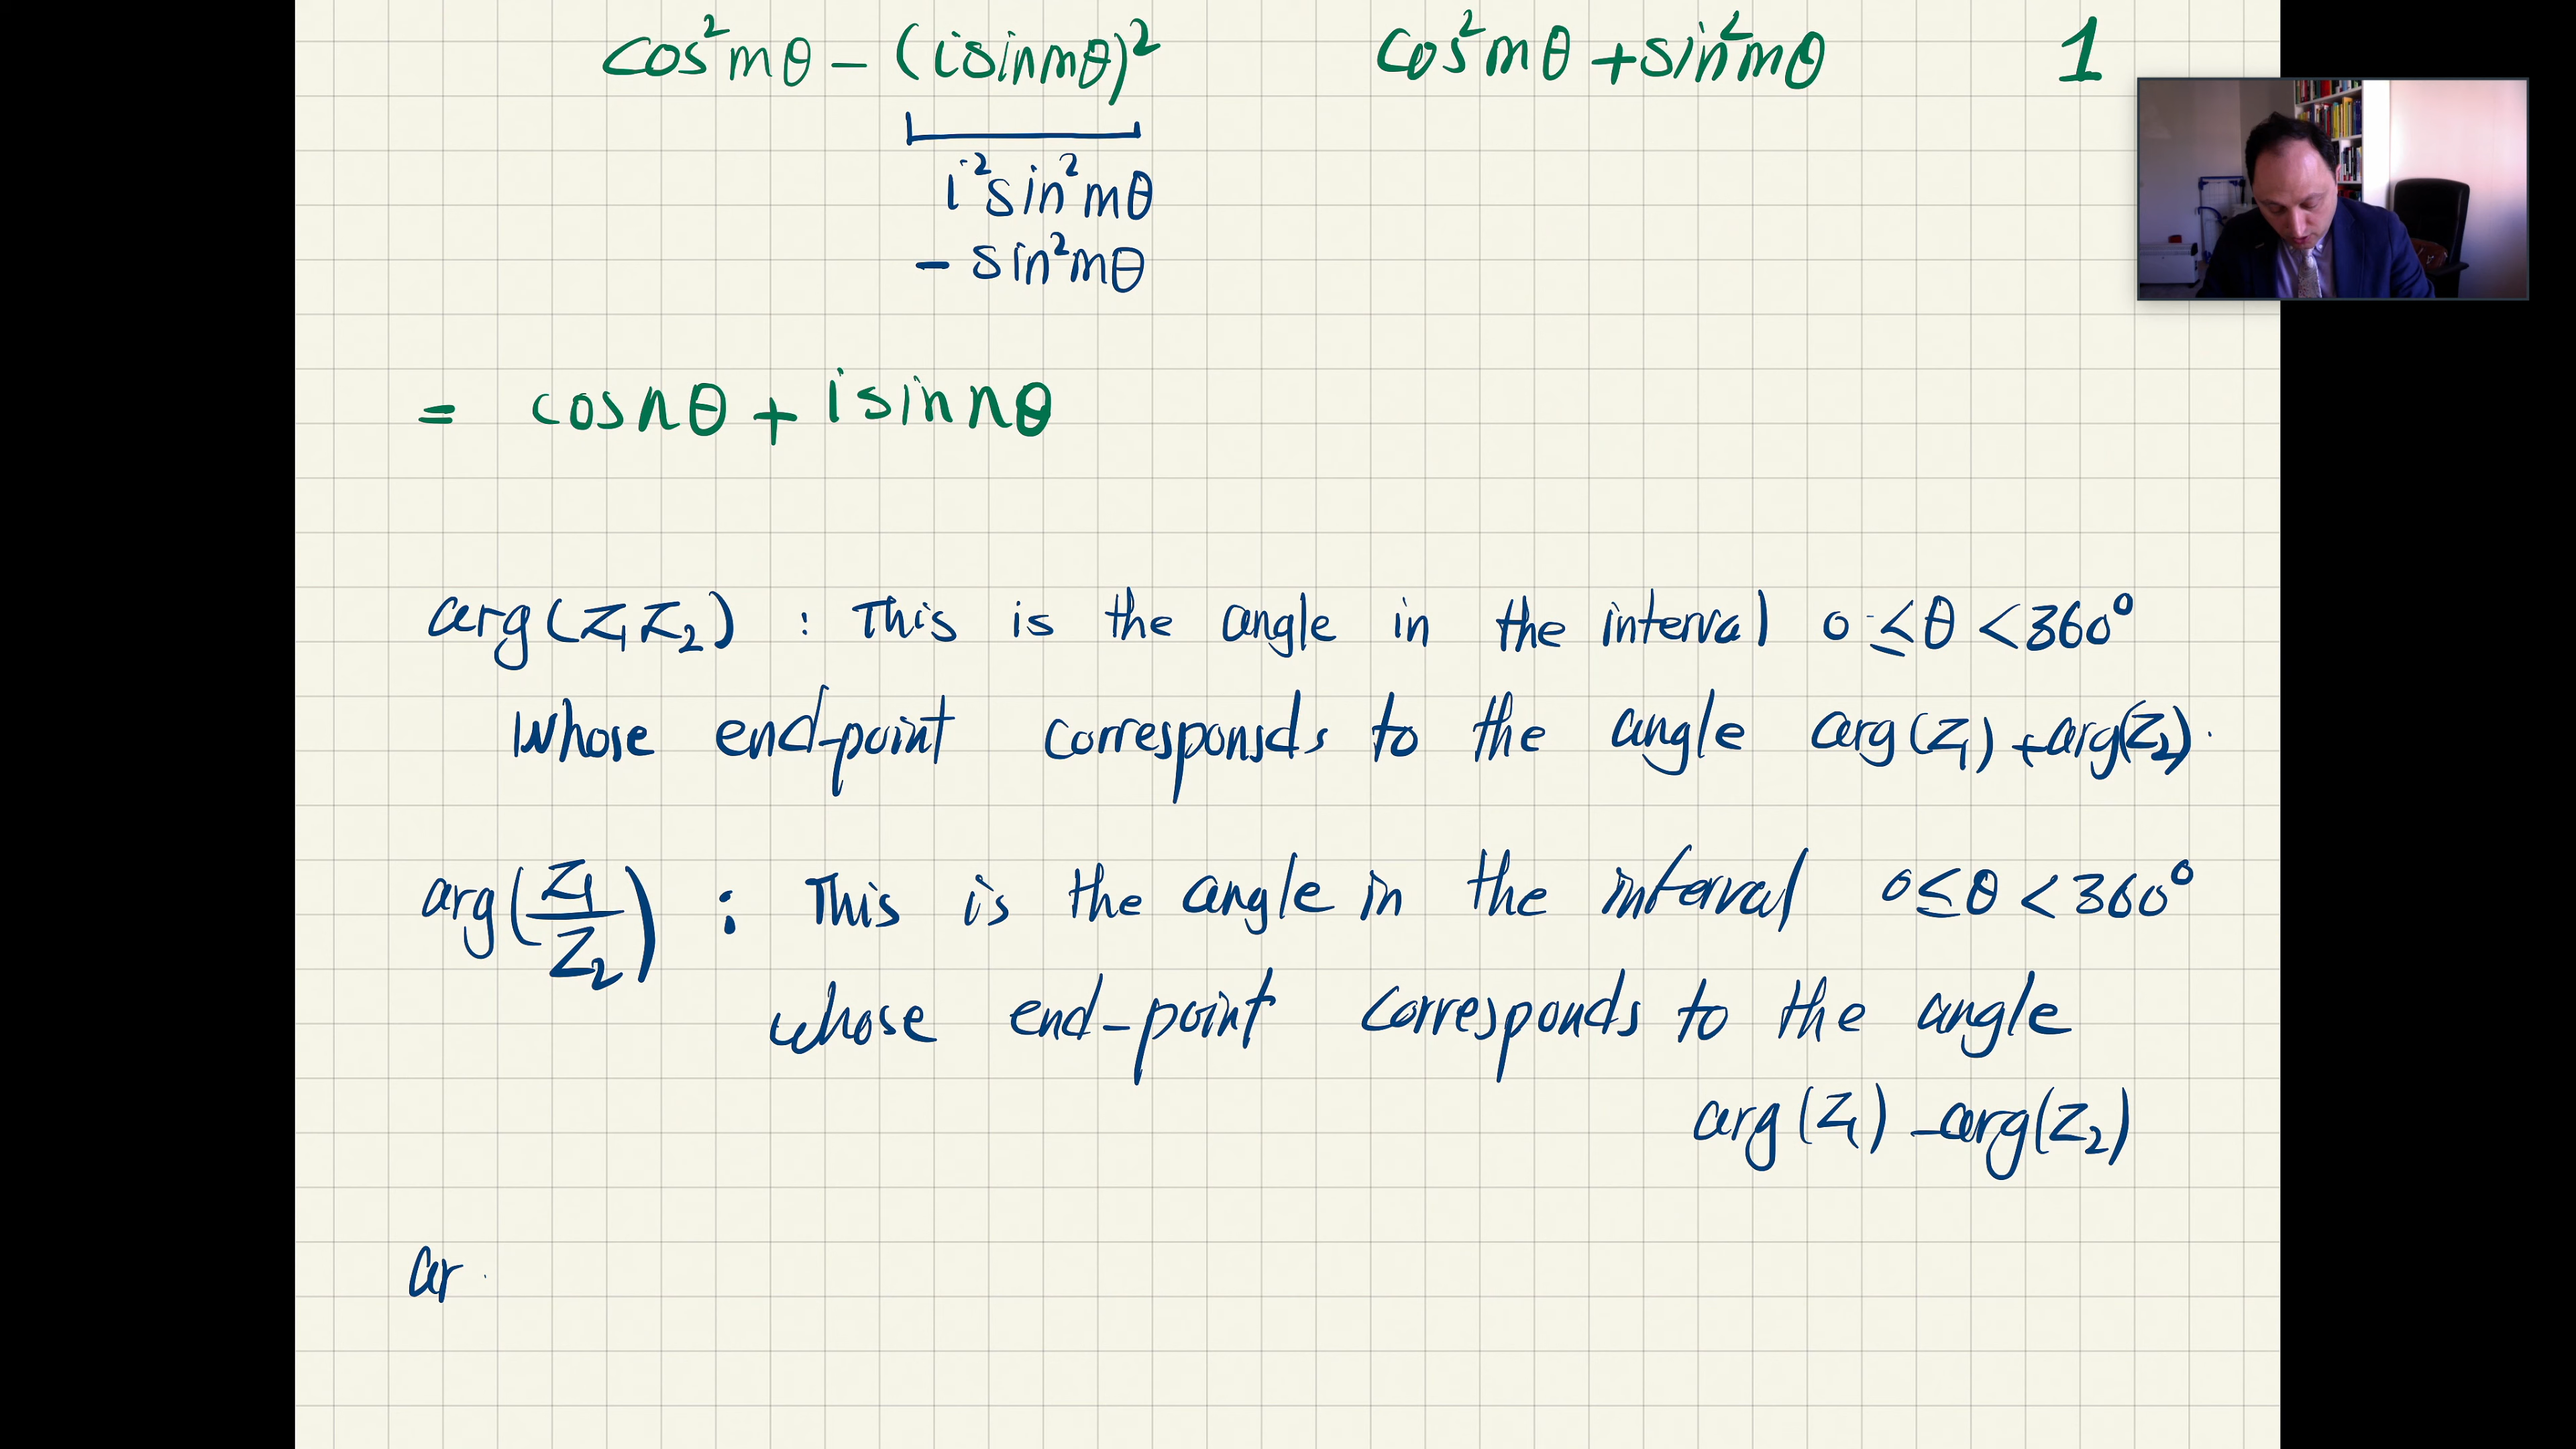 cos²mθ − (isinmθ)² cos²mθ + sin²mθ 1
i²sin²mθ
− sin²mθ
= cosnθ + isinnθ
arg(z₁z₂) : This is the angle in the interval 0 ≤ θ < 360°
whose end-point corresponsds to the angle arg(z₁) + arg(z₂).
arg(z₁/z₂) : This is the angle in the interval 0 ≤ θ < 360°
whose end-point corresponds to the angle
arg(z₁) − arg(z₂)
ar